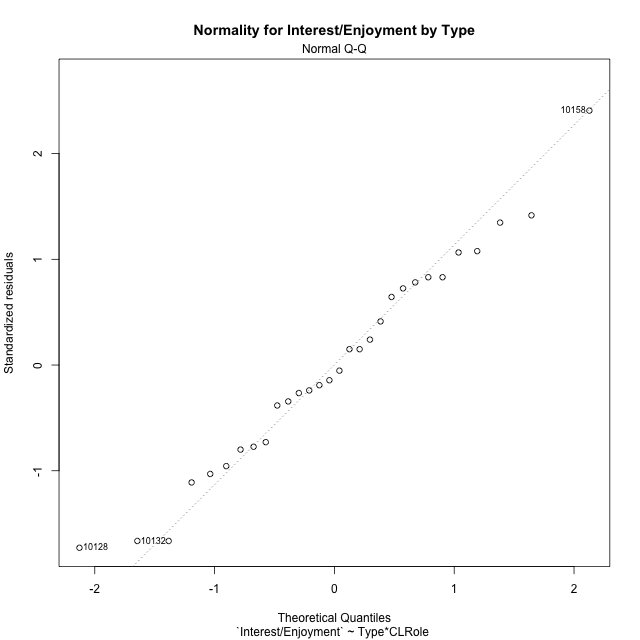 Normality for Interest/Enjoyment by Type
Normal Q-Q
10158
2
1
0
-1
Standardized residuals
10132
10128
-2 -1 0 1 2
Theoretical Quantiles
`Interest/Enjoyment` ~ Type*CLRole